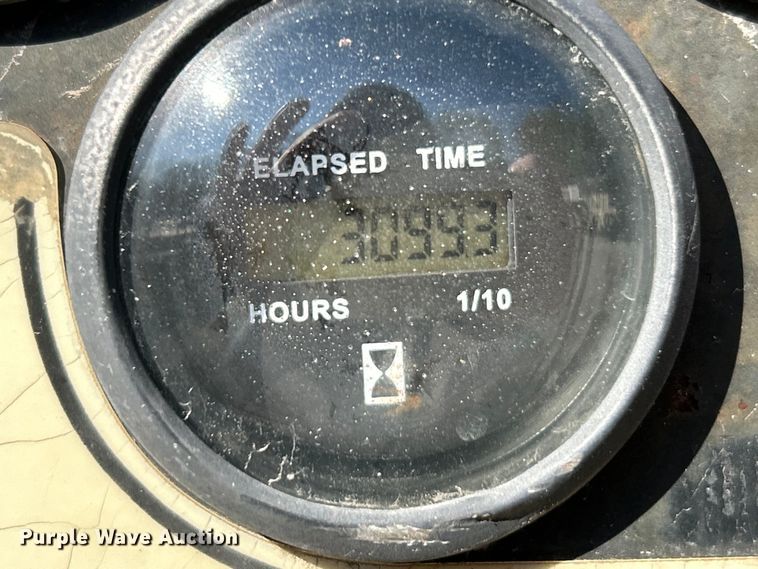 ELAPSED TIME
30993
HOURS 1/10
Purple Wave Auction